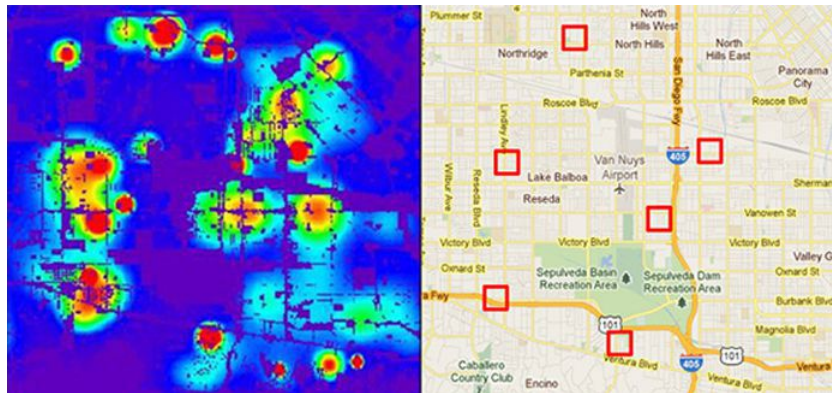 Plummer St
North
Hills West
Northridge
North Hills
North
Hills East
Parthenia St
Panorama
City
San Diego Fwy
Roscoe Blvd
Roscoe Blvd
Lindley Ave
Van Nuys
Airport
405
Wilbur Ave
Reseda Blvd
Lake Balboa
Sherman
Reseda
Vanowen St
Victory Blvd
Victory Blvd
Victory Blvd
Valley G
Oxnard St
Oxnard St
Sepulveda Basin
Recreation Area
Sepulveda Dam
Recreation Area
a Fwy
Burbank Blvd
101
Magnolia Blvd
101
Caballero
Country Club
405
Ventura Blvd
Ventura
Encino